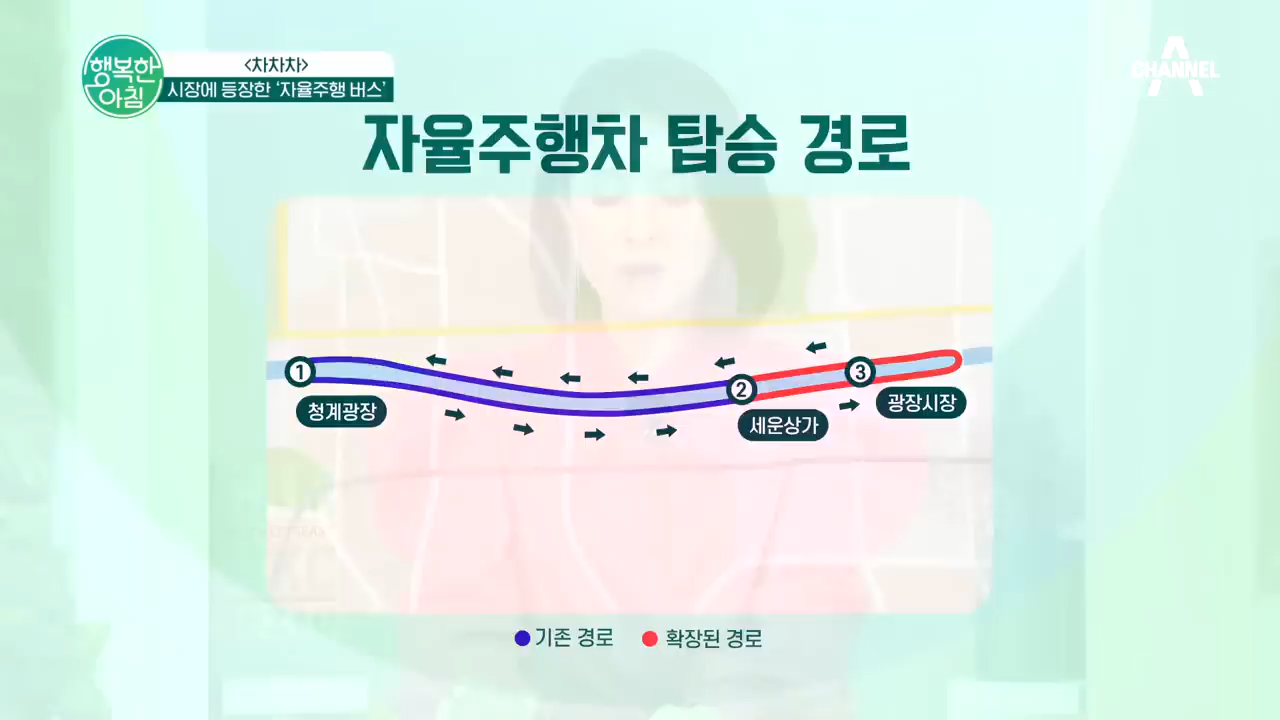 행복한
아침
<차차차>
시장에 등장한 ‘자율주행 버스’
CHANNEL A
자율주행차 탑승 경로
1
2
3
청계광장
세운상가
광장시장
기존 경로
확장된 경로